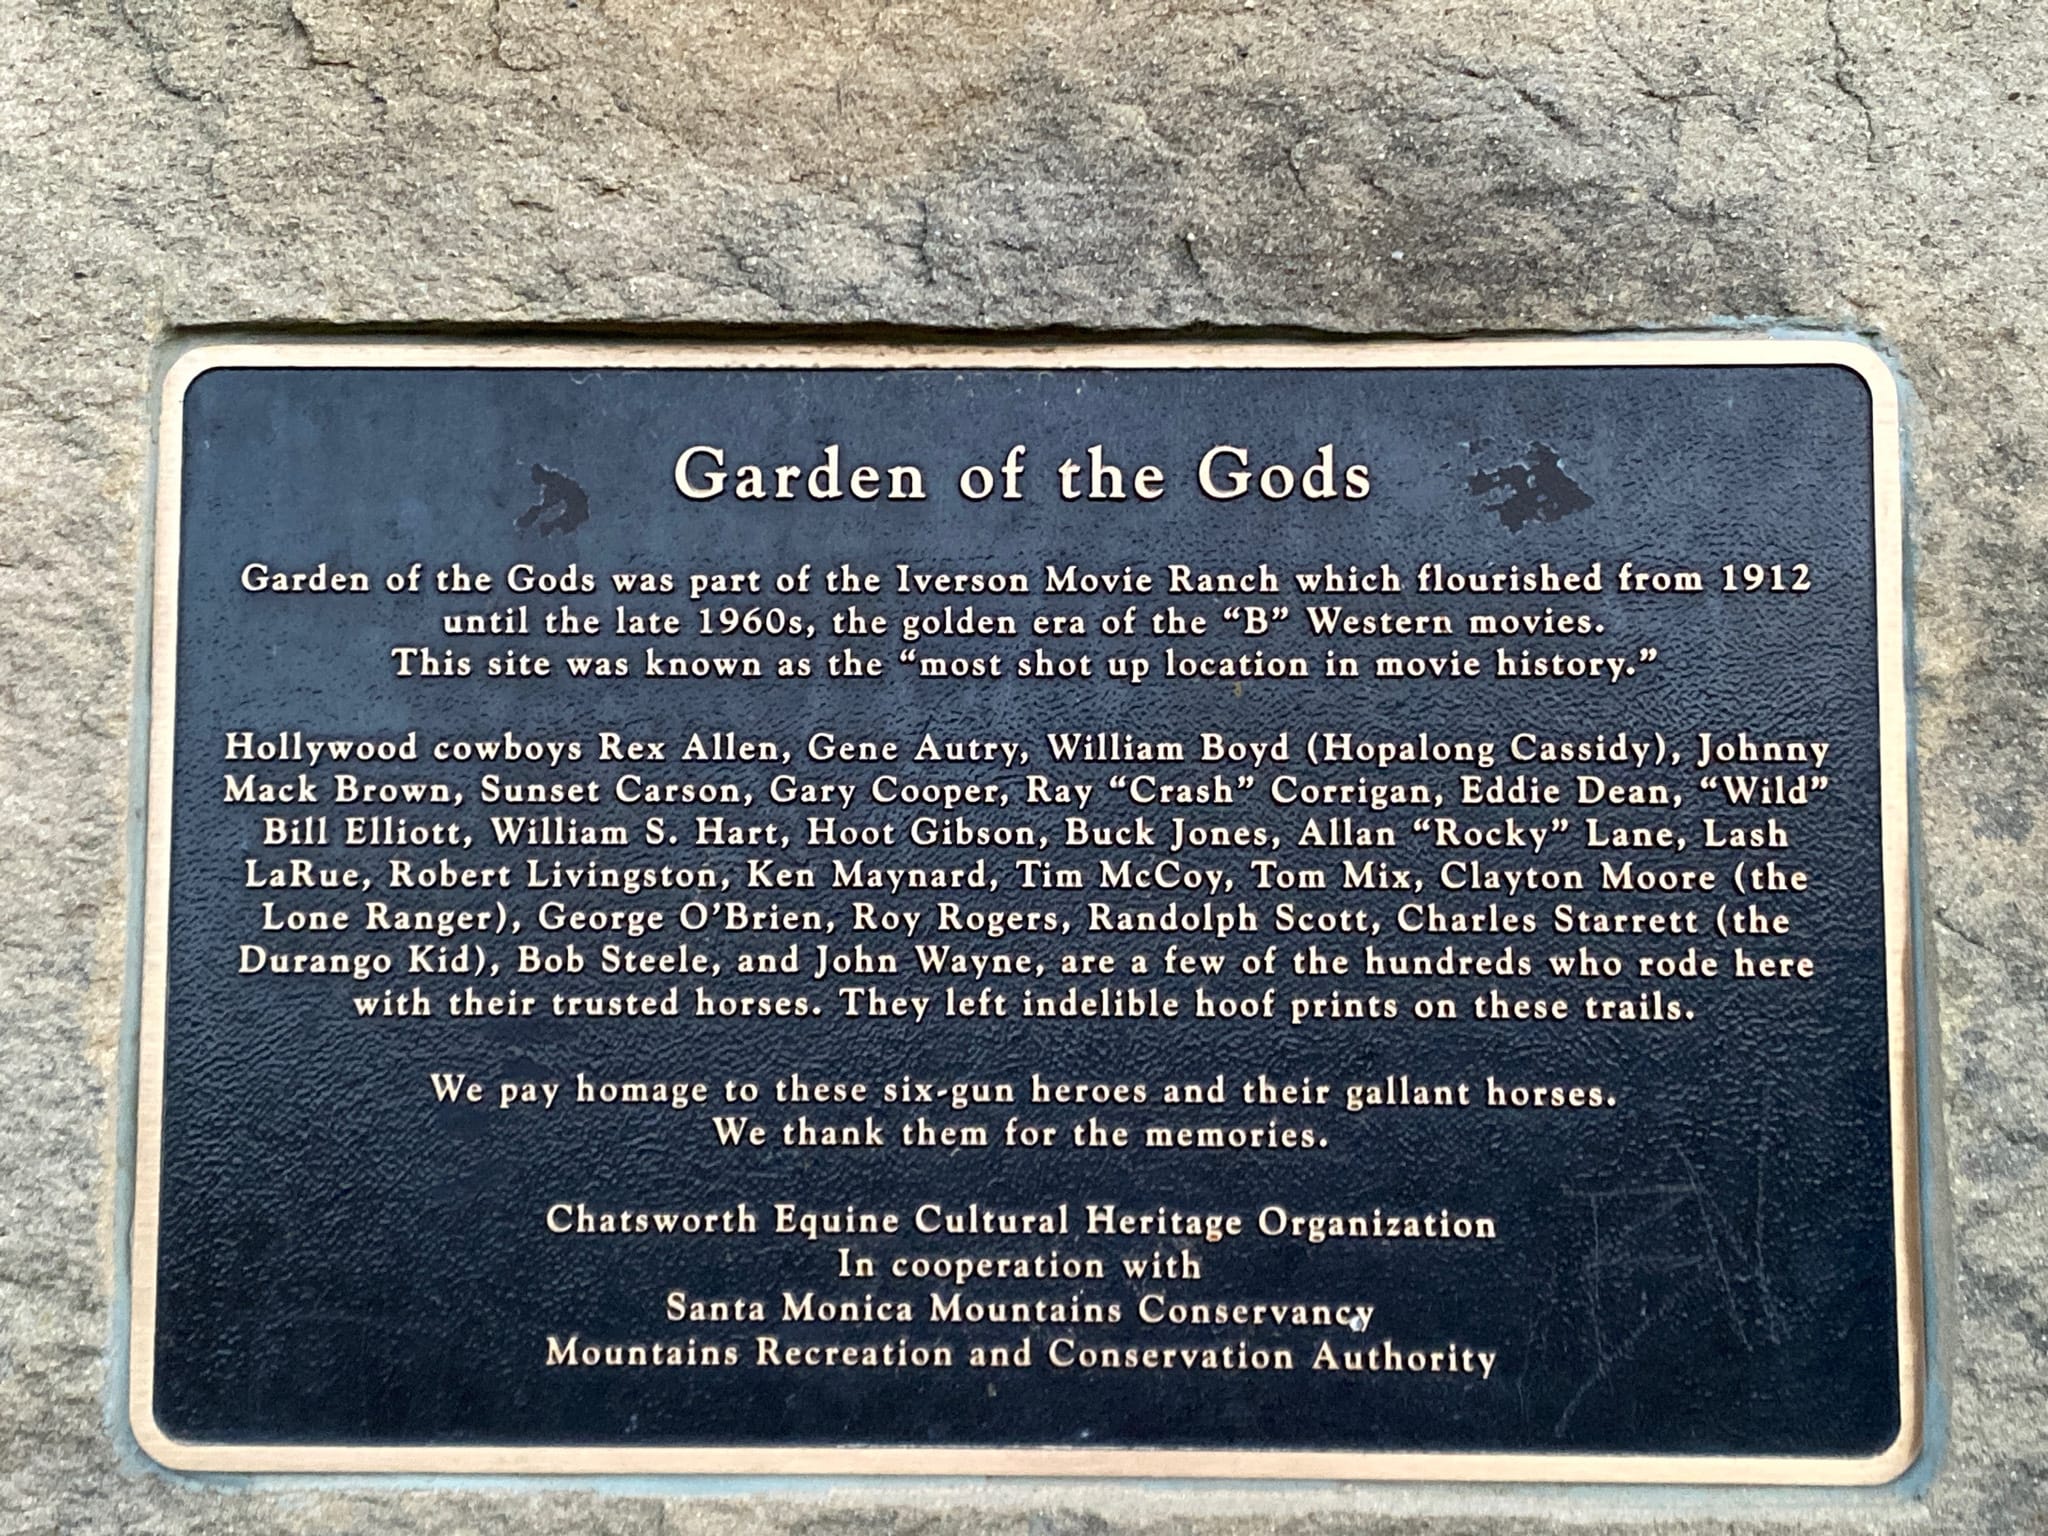 Garden of the Gods
Garden of the Gods was part of the Iverson Movie Ranch which flourished from 1912
until the late 1960s, the golden era of the “B” Western movies.
This site was known as the “most shot up location in movie history.”
Hollywood cowboys Rex Allen, Gene Autry, William Boyd (Hopalong Cassidy), Johnny
Mack Brown, Sunset Carson, Gary Cooper, Ray “Crash” Corrigan, Eddie Dean, “Wild”
Bill Elliott, William S. Hart, Hoot Gibson, Buck Jones, Allan “Rocky” Lane, Lash
LaRue, Robert Livingston, Ken Maynard, Tim McCoy, Tom Mix, Clayton Moore (the
Lone Ranger), George O’Brien, Roy Rogers, Randolph Scott, Charles Starrett (the
Durango Kid), Bob Steele, and John Wayne, are a few of the hundreds who rode here
with their trusted horses. They left indelible hoof prints on these trails.
We pay homage to these six-gun heroes and their gallant horses.
We thank them for the memories.
Chatsworth Equine Cultural Heritage Organization
In cooperation with
Santa Monica Mountains Conservancy
Mountains Recreation and Conservation Authority